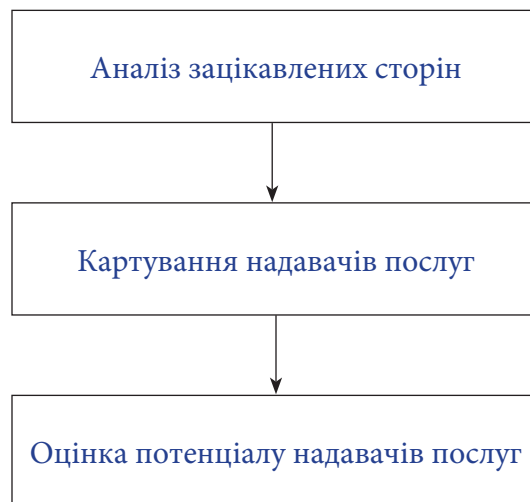 Аналіз зацікавлених сторін
Картування надавачів послуг
Оцінка потенціалу надавачів послуг